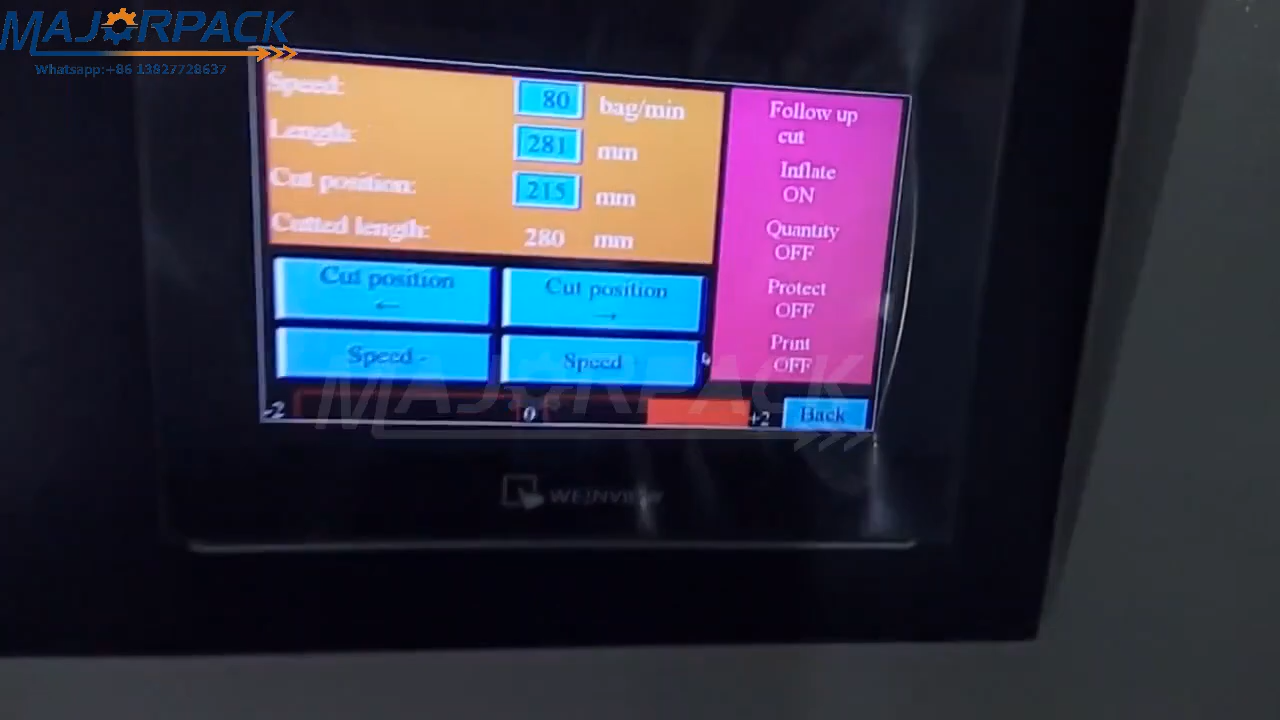 MAJORPACK
Whatsapp:+86 13827728637
Speed: 80 bag/min
Length: 281 mm
Cut position: 215 mm
Cutted length: 280 mm
Cut position ← Cut position →
Speed - Speed
-2 0 +2 Back
Follow up
cut
Inflate
ON
Quantity
OFF
Protect
OFF
Print
OFF
MAJORPACK
WEINVIEW